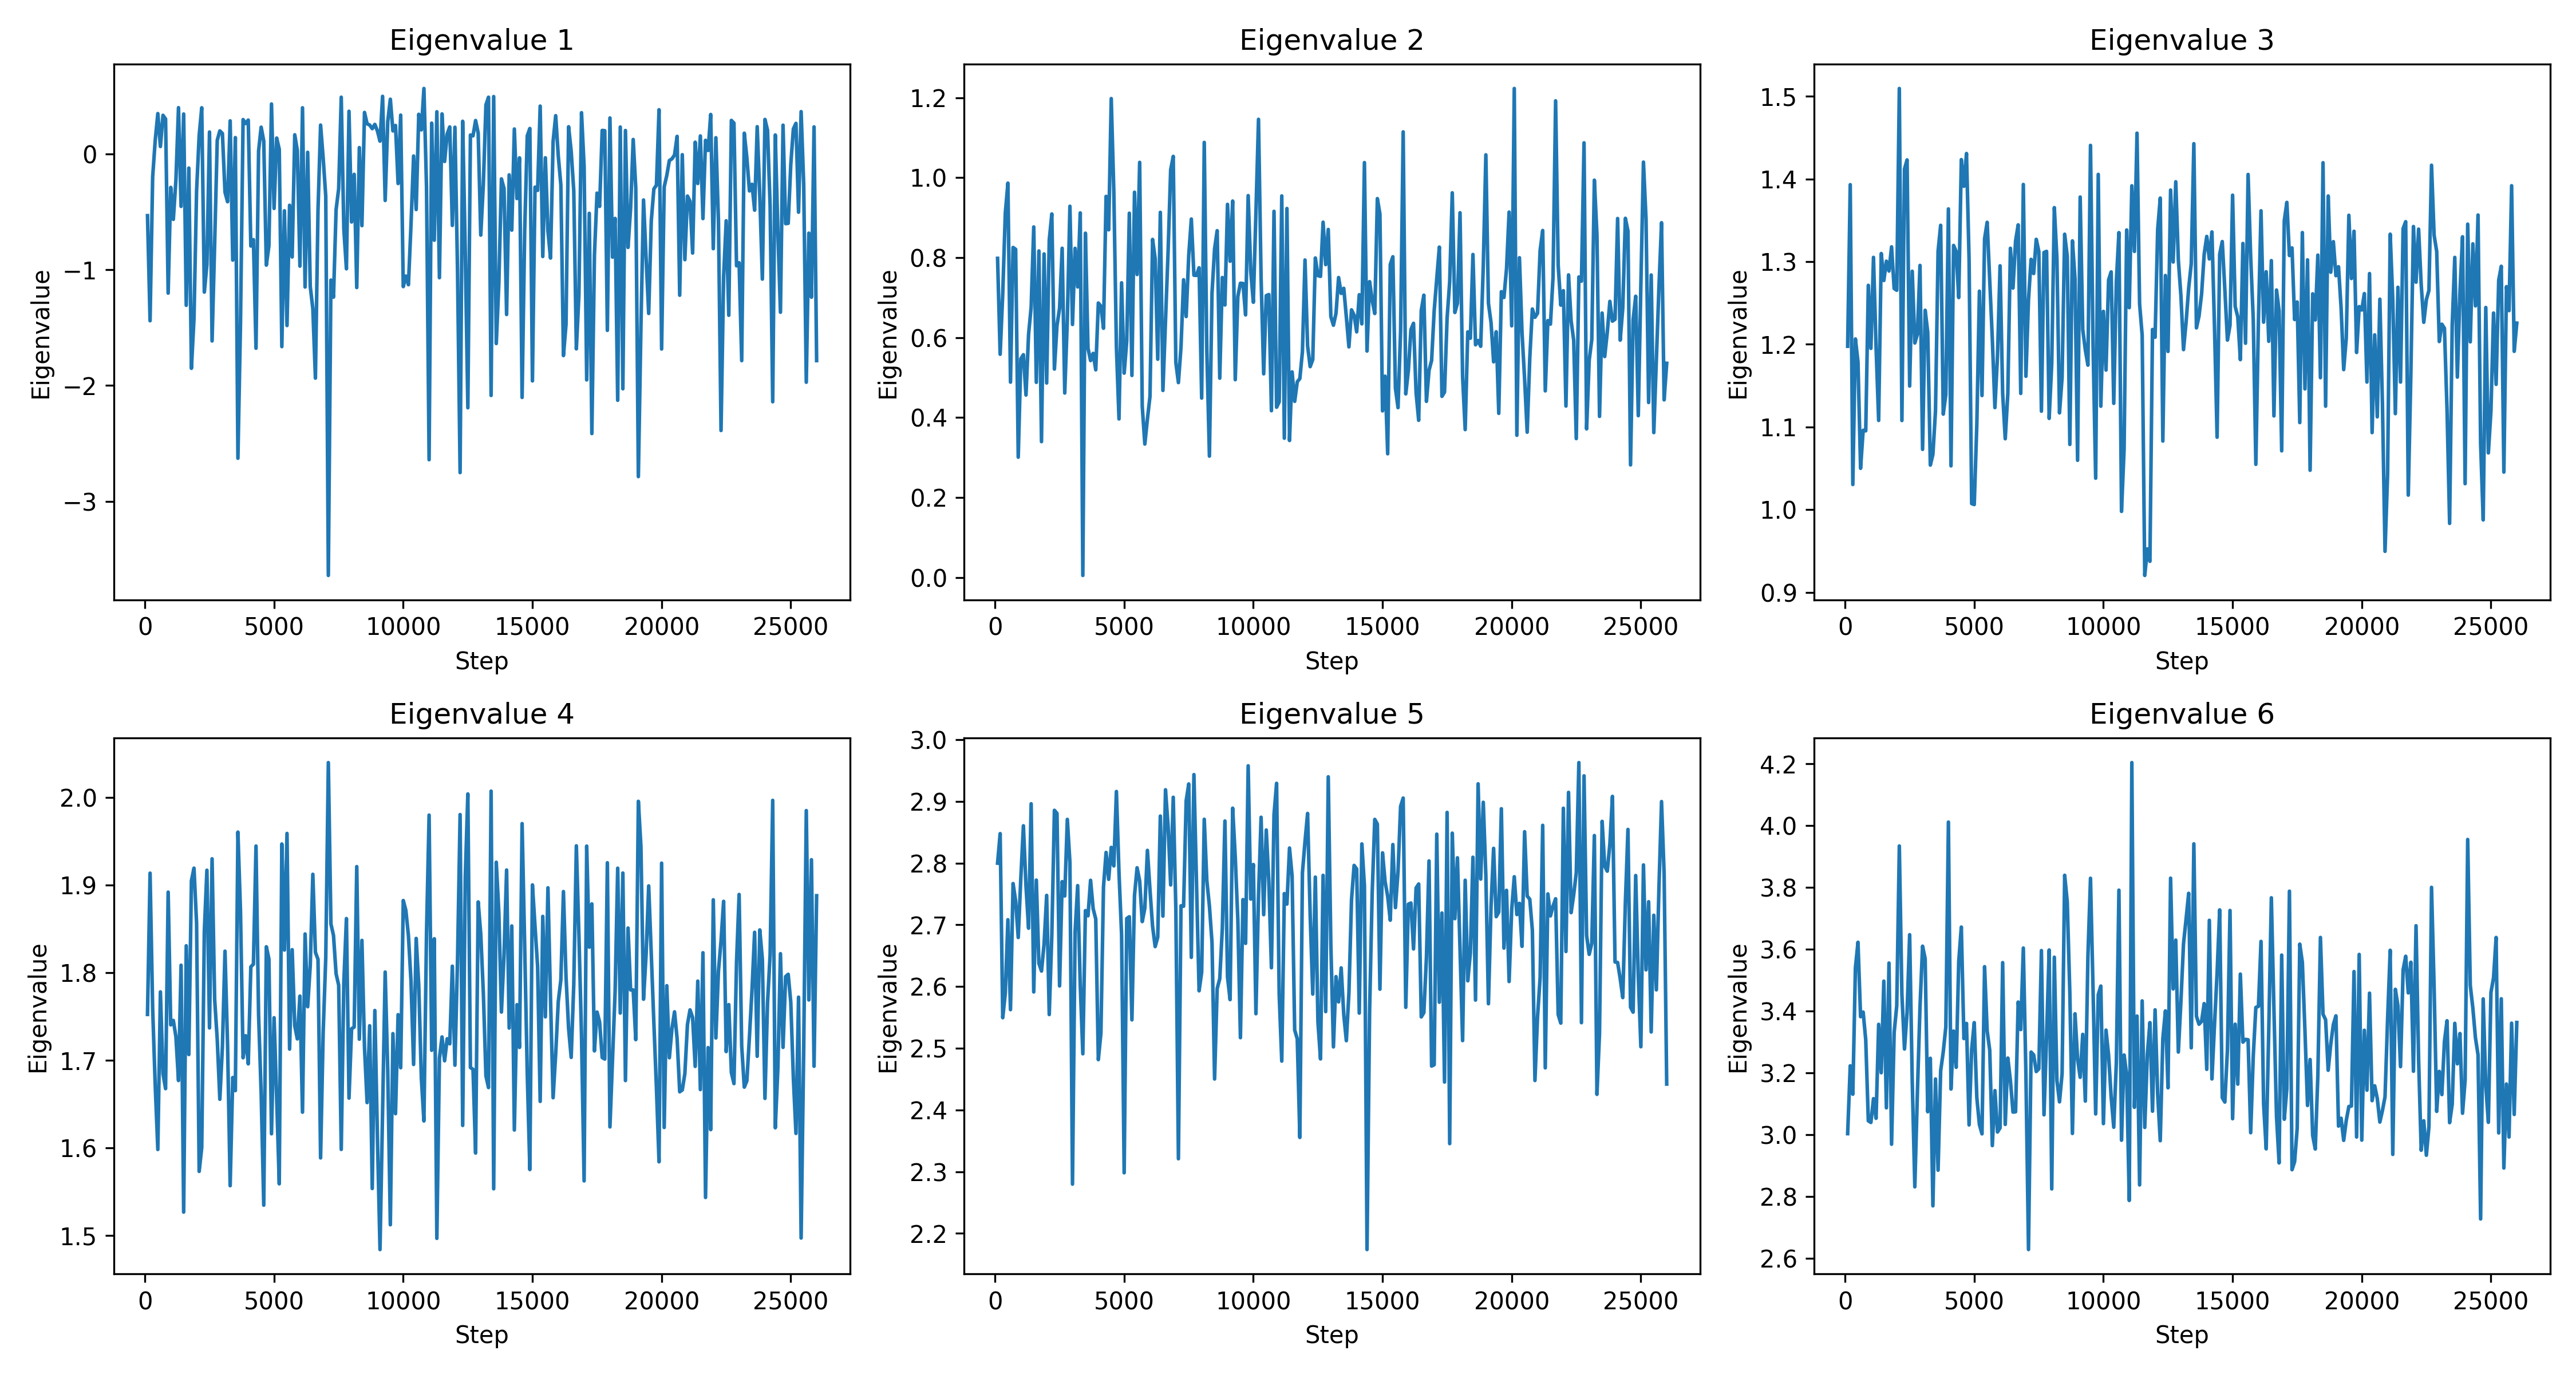 Eigenvalue 1
Eigenvalue
0
−1
−2
−3
0 5000 10000 15000 20000 25000
Step
Eigenvalue 2
Eigenvalue
1.2
1.0
0.8
0.6
0.4
0.2
0.0
0 5000 10000 15000 20000 25000
Step
Eigenvalue 3
Eigenvalue
1.5
1.4
1.3
1.2
1.1
1.0
0.9
0 5000 10000 15000 20000 25000
Step
Eigenvalue 4
Eigenvalue
2.0
1.9
1.8
1.7
1.6
1.5
0 5000 10000 15000 20000 25000
Step
Eigenvalue 5
Eigenvalue
3.0
2.9
2.8
2.7
2.6
2.5
2.4
2.3
2.2
0 5000 10000 15000 20000 25000
Step
Eigenvalue 6
Eigenvalue
4.2
4.0
3.8
3.6
3.4
3.2
3.0
2.8
2.6
0 5000 10000 15000 20000 25000
Step